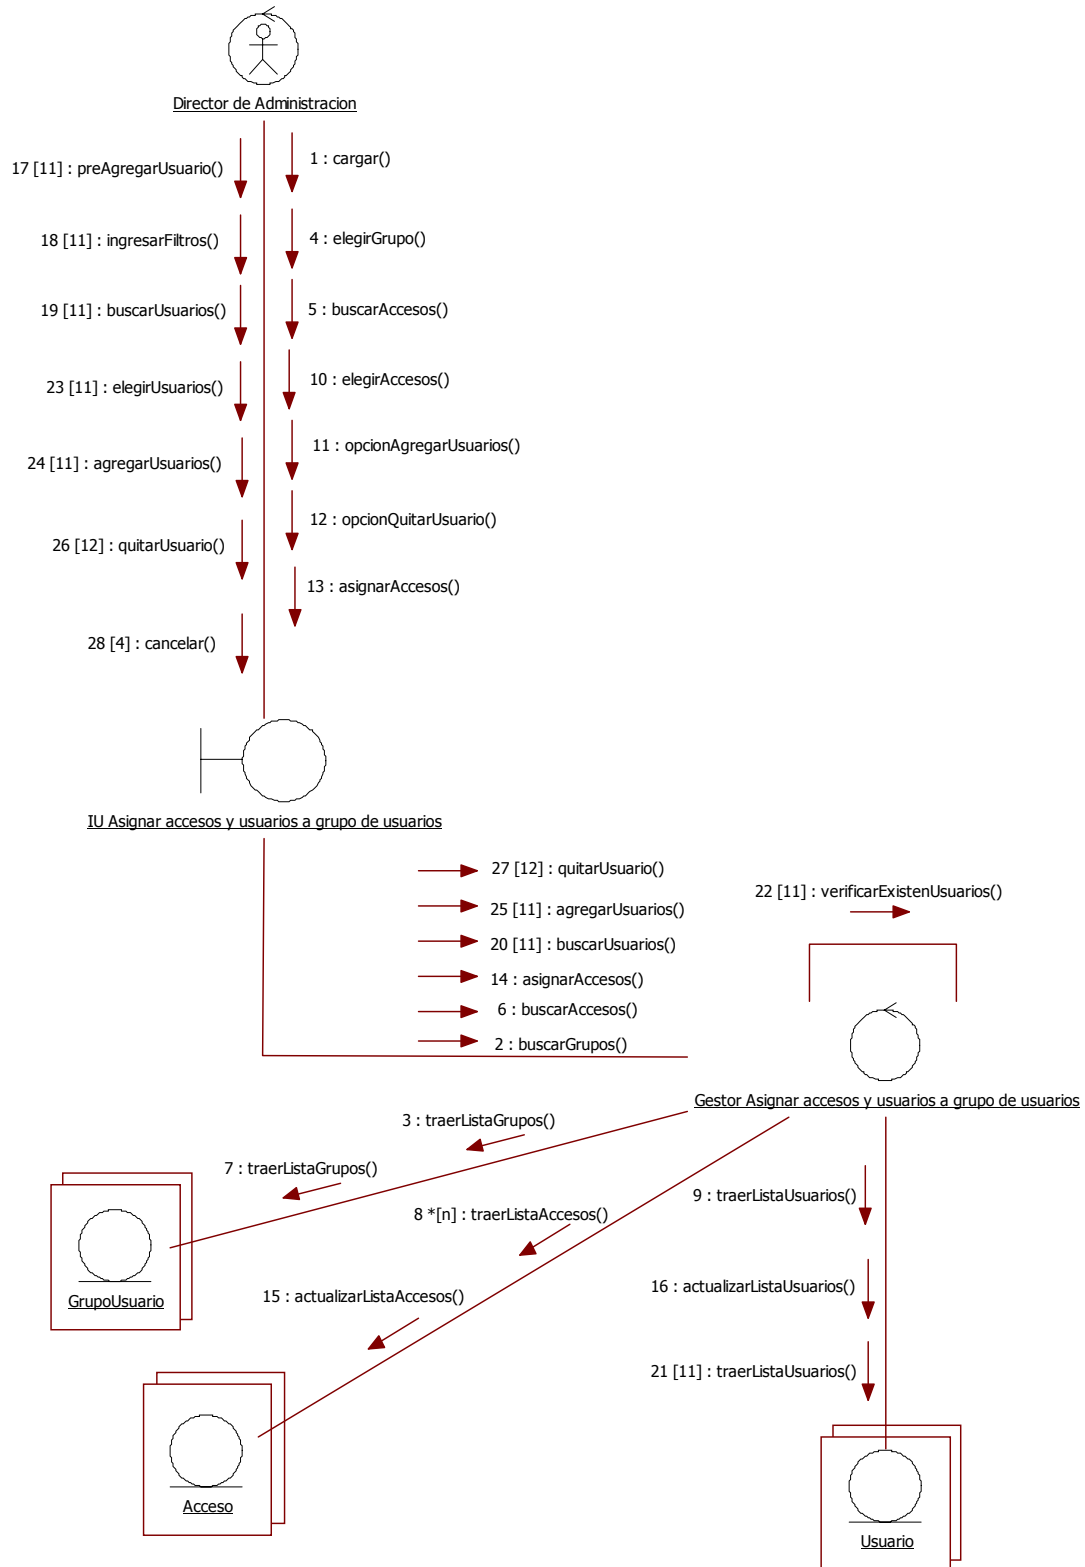 Director de Administracion
1 : cargar()
17 [11] : preAgregarUsuario()
18 [11] : ingresarFiltros()
4 : elegirGrupo()
19 [11] : buscarUsuarios()
5 : buscarAccesos()
23 [11] : elegirUsuarios()
10 : elegirAccesos()
24 [11] : agregarUsuarios()
11 : opcionAgregarUsuarios()
26 [12] : quitarUsuario()
12 : opcionQuitarUsuario()
13 : asignarAccesos()
28 [4] : cancelar()
IU Asignar accesos y usuarios a grupo de usuarios
27 [12] : quitarUsuario()
22 [11] : verificarExistenUsuarios()
25 [11] : agregarUsuarios()
20 [11] : buscarUsuarios()
14 : asignarAccesos()
6 : buscarAccesos()
2 : buscarGrupos()
Gestor Asignar accesos y usuarios a grupo de usuarios
3 : traerListaGrupos()
7 : traerListaGrupos()
9 : traerListaUsuarios()
8 *[n] : traerListaAccesos()
16 : actualizarListaUsuarios()
15 : actualizarListaAccesos()
GrupoUsuario
21 [11] : traerListaUsuarios()
Acceso
Usuario